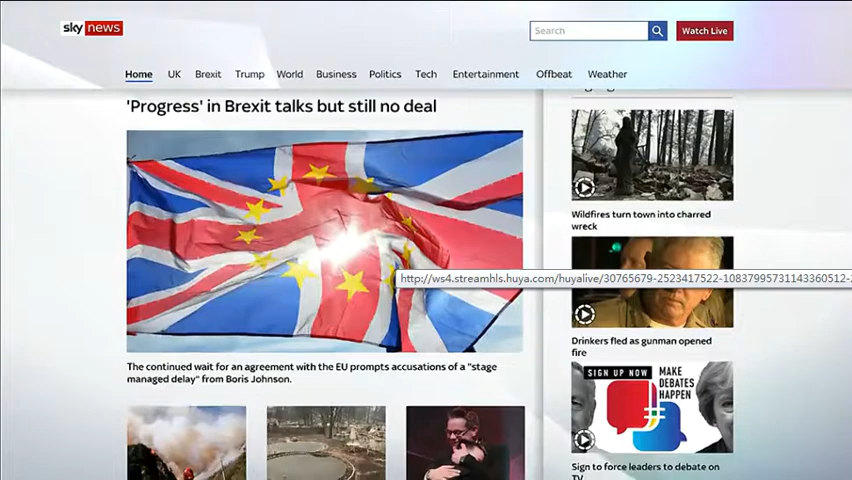 sky news
Search
Watch Live
Home UK Brexit Trump World Business Politics Tech Entertainment Offbeat Weather
'Progress' in Brexit talks but still no deal
The continued wait for an agreement with the EU prompts accusations of a "stage
managed delay" from Boris Johnson.
Wildfires turn town into charred
wreck
http://ws4.streamhls.huya.com/huyalive/30765679-2523417522-10837995731143360512-
Drinkers fled as gunman opened
fire
SIGN UP NOW
MAKE
DEBATES
HAPPEN
Sign to force leaders to debate on
TV